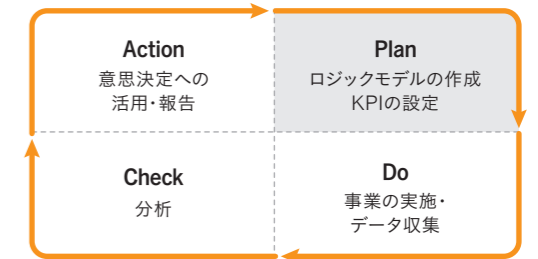 Action
意思決定への
活用・報告
Plan
ロジックモデルの作成
KPIの設定
Check
分析
Do
事業の実施・
データ収集